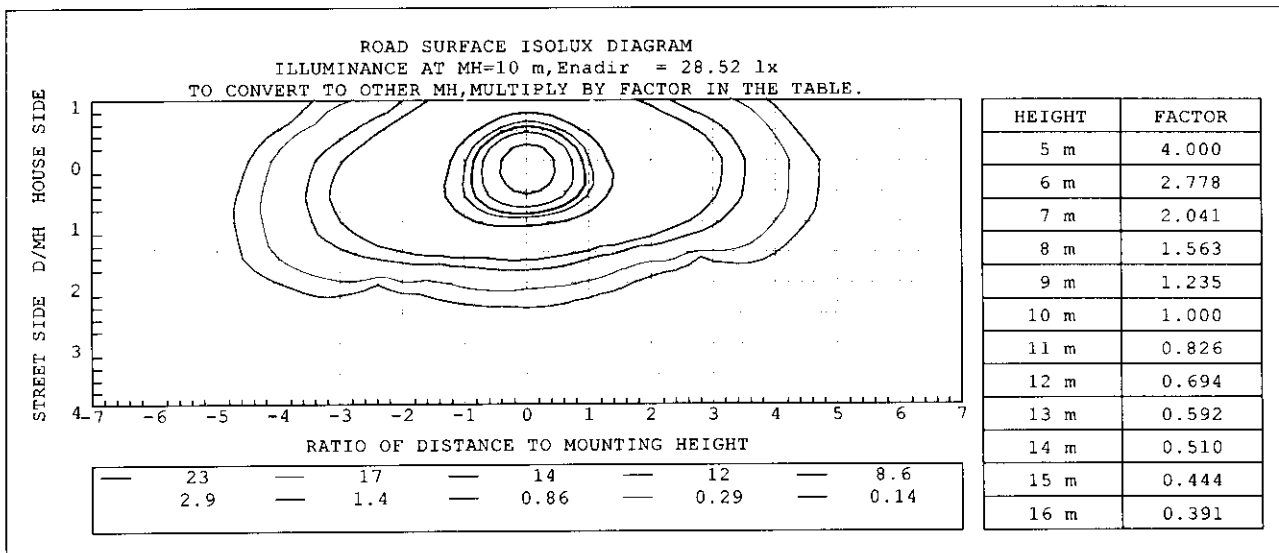 ROAD SURFACE ISOLUX DIAGRAM
ILLUMINANCE AT MH=10 m,Enadir = 28.52 lx
TO CONVERT TO OTHER MH,MULTIPLY BY FACTOR IN THE TABLE.
STREET SIDE D/MH HOUSE SIDE
1
0
1
2
3
4
-7 -6 -5 -4 -3 -2 -1 0 1 2 3 4 5 6 7
RATIO OF DISTANCE TO MOUNTING HEIGHT
— 23 — 17 — 14 — 12 — 8.6
2.9 — 1.4 — 0.86 — 0.29 — 0.14
HEIGHT FACTOR
5 m 4.000
6 m 2.778
7 m 2.041
8 m 1.563
9 m 1.235
10 m 1.000
11 m 0.826
12 m 0.694
13 m 0.592
14 m 0.510
15 m 0.444
16 m 0.391